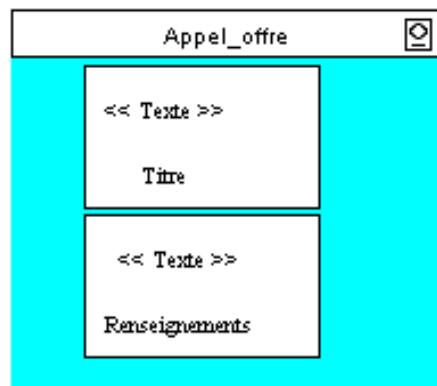 Appel_offre
<< Texte >>
Titre
<< Texte >>
Renseignements